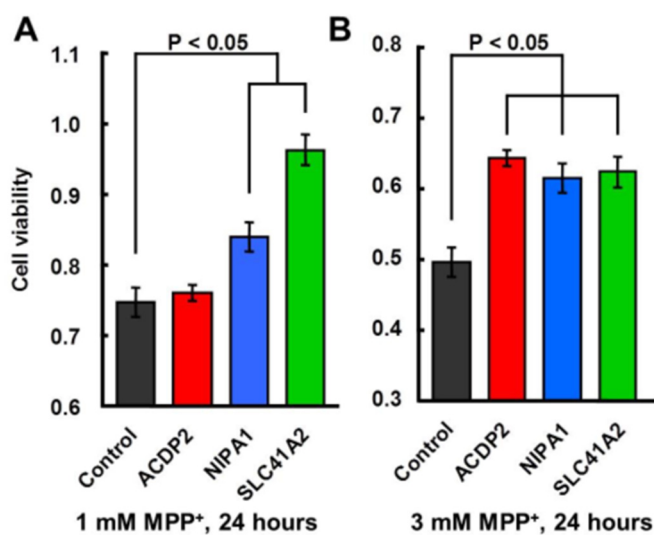 A
B
P < 0.05
P < 0.05
Cell viability
1.1
1.0
0.9
0.8
0.7
0.6
0.8
0.7
0.6
0.5
0.4
0.3
Control
ACDP2
NIPA1
SLC41A2
Control
ACDP2
NIPA1
SLC41A2
1 mM MPP⁺, 24 hours
3 mM MPP⁺, 24 hours